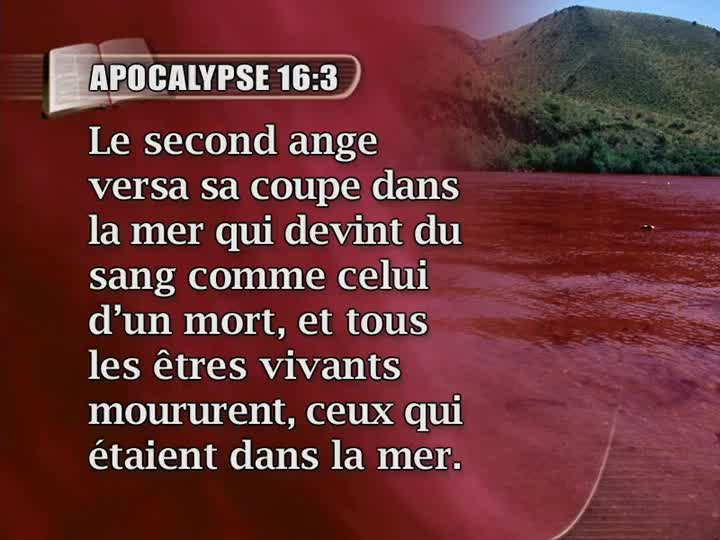 APOCALYPSE 16:3
Le second ange
versa sa coupe dans
la mer qui devint du
sang comme celui
d’un mort, et tous
les êtres vivants
moururent, ceux qui
étaient dans la mer.